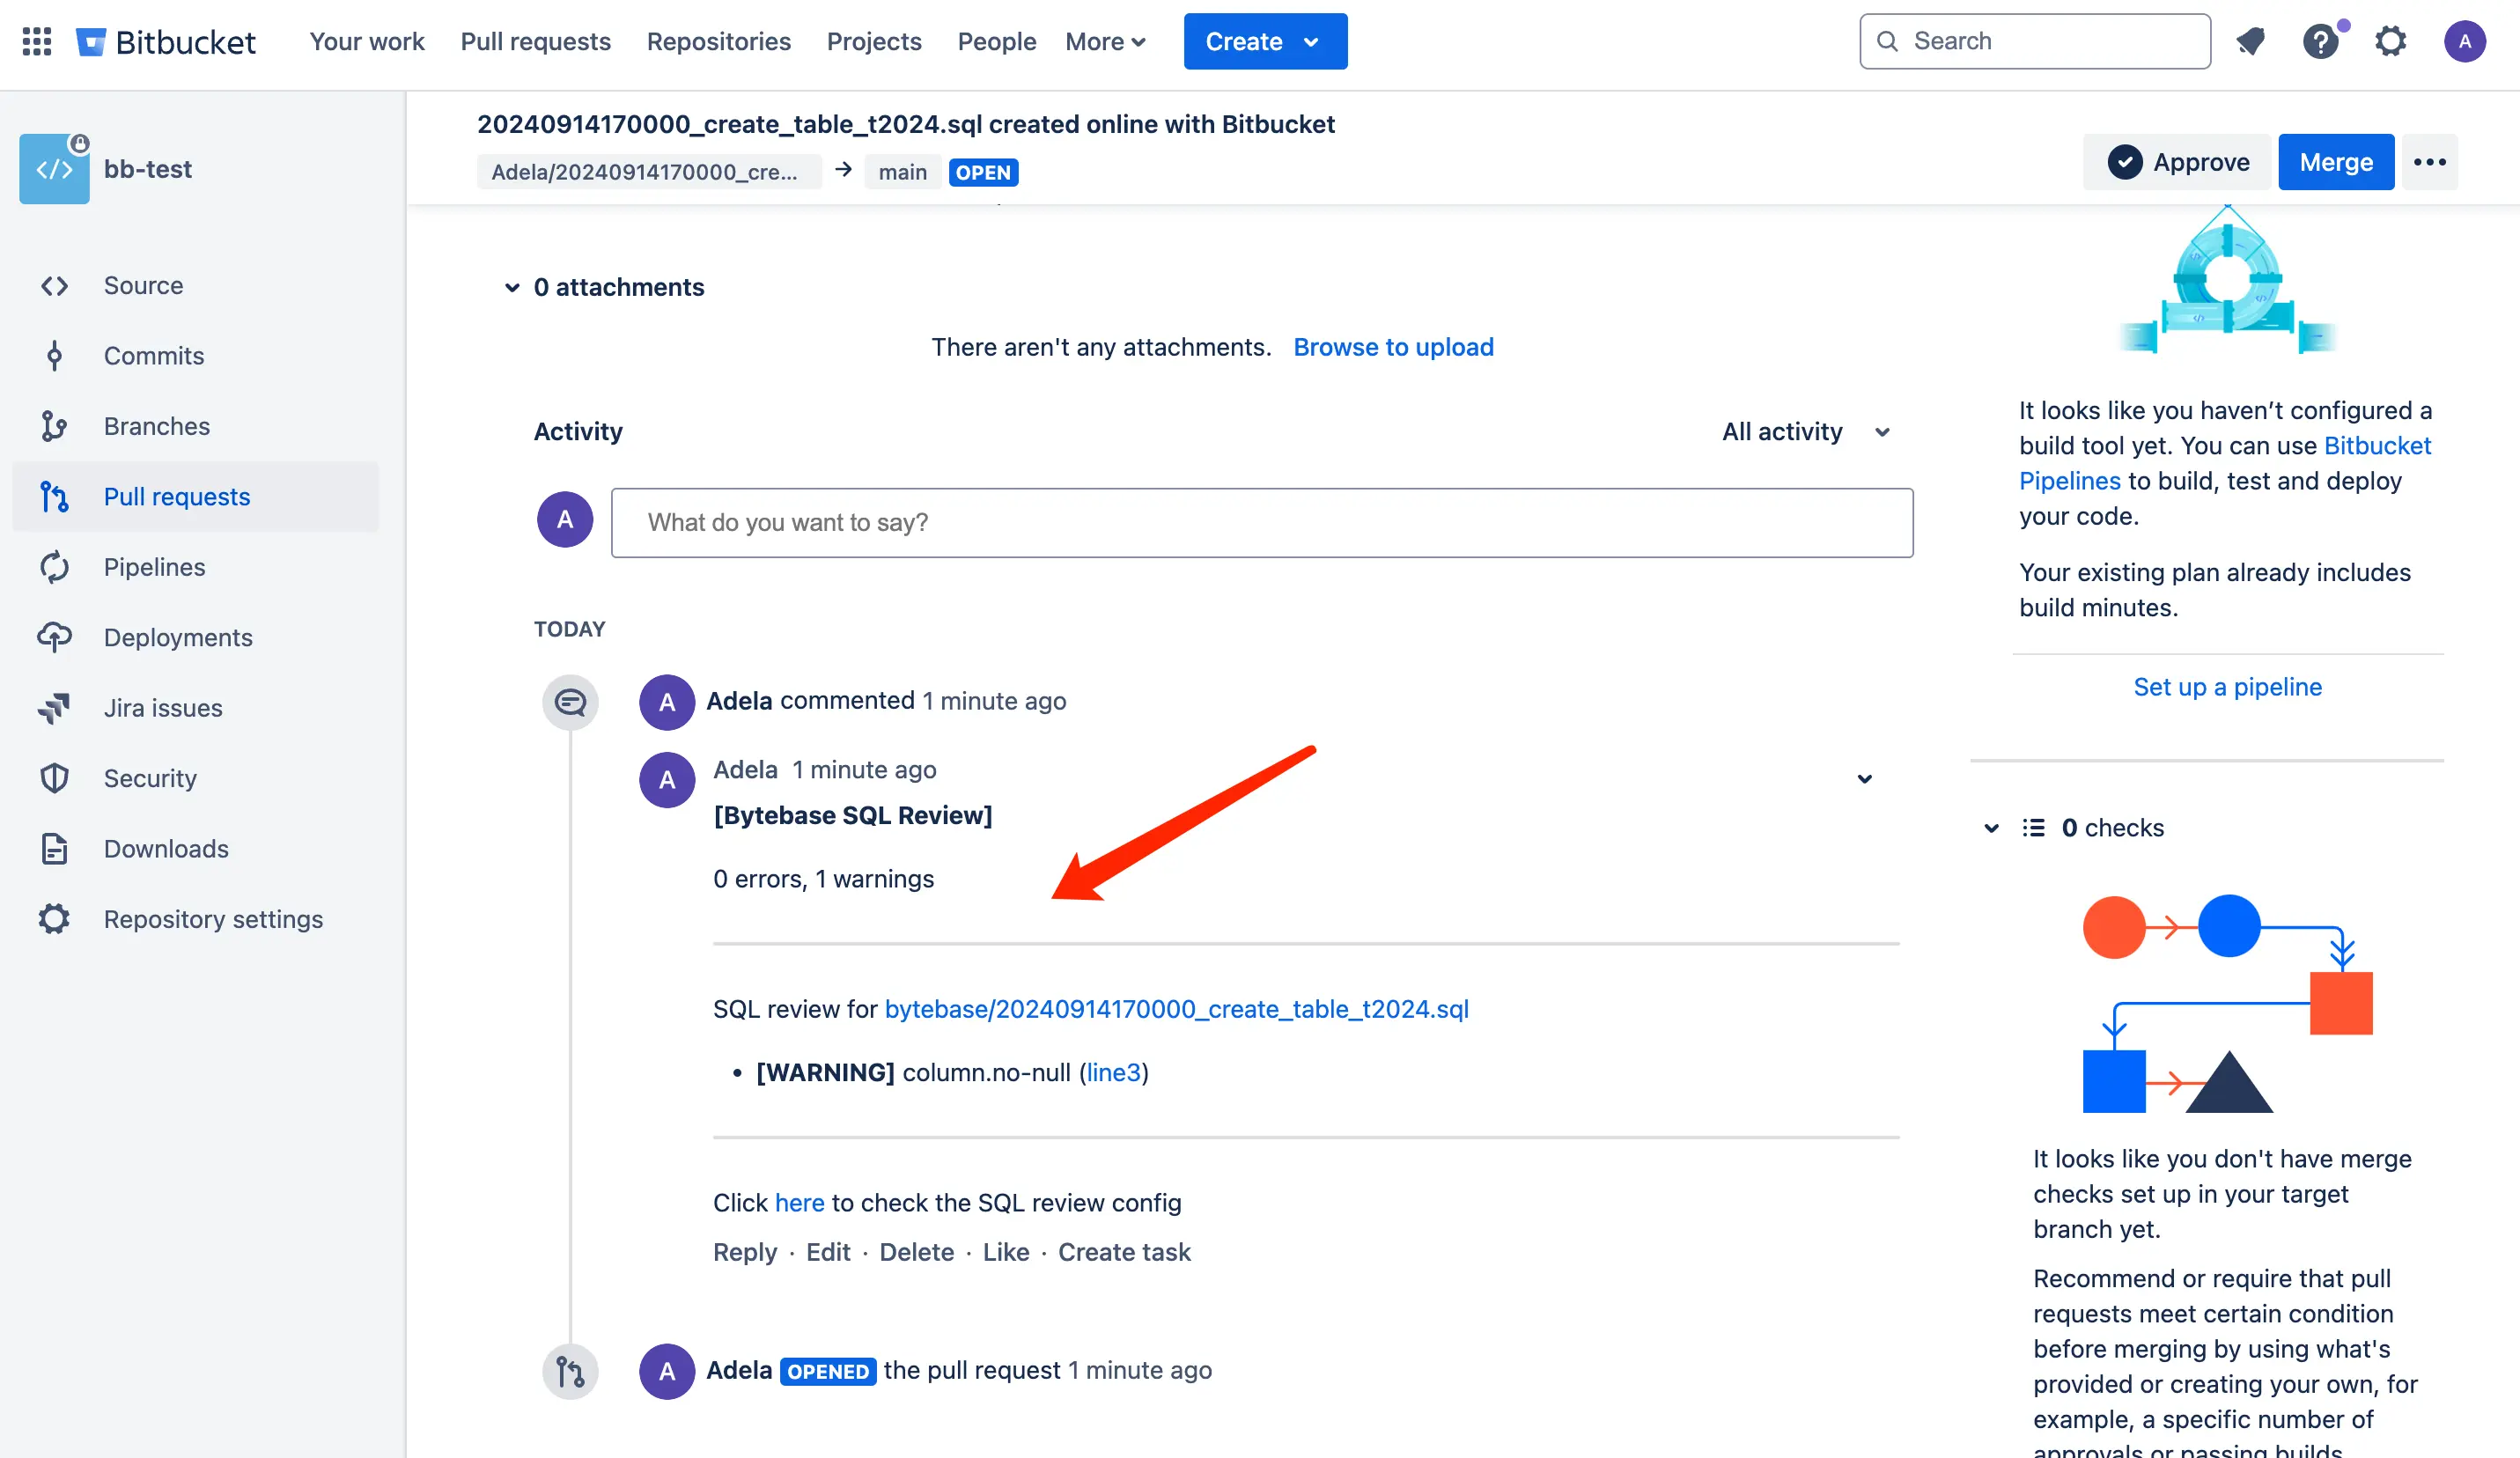 Bitbucket
Your work
Pull requests
Repositories
Projects
People
More
Create
Search
A
bb-test
Source
Commits
Branches
Pull requests
Pipelines
Deployments
Jira issues
Security
Downloads
Repository settings
20240914170000_create_table_t2024.sql created online with Bitbucket
Adela/20240914170000_cre...
main
OPEN
Approve
Merge
0 attachments
There aren't any attachments. Browse to upload
Activity
All activity
A
What do you want to say?
TODAY
A
Adela commented 1 minute ago
A
Adela 1 minute ago
[Bytebase SQL Review]
0 errors, 1 warnings
SQL review for bytebase/20240914170000_create_table_t2024.sql
• [WARNING] column.no-null (line3)
Click here to check the SQL review config
Reply · Edit · Delete · Like · Create task
A
Adela OPENED the pull request 1 minute ago
It looks like you haven’t configured a
build tool yet. You can use Bitbucket
Pipelines to build, test and deploy
your code.
Your existing plan already includes
build minutes.
Set up a pipeline
0 checks
It looks like you don't have merge
checks set up in your target
branch yet.
Recommend or require that pull
requests meet certain condition
before merging by using what's
provided or creating your own, for
example, a specific number of
approvals or passing builds